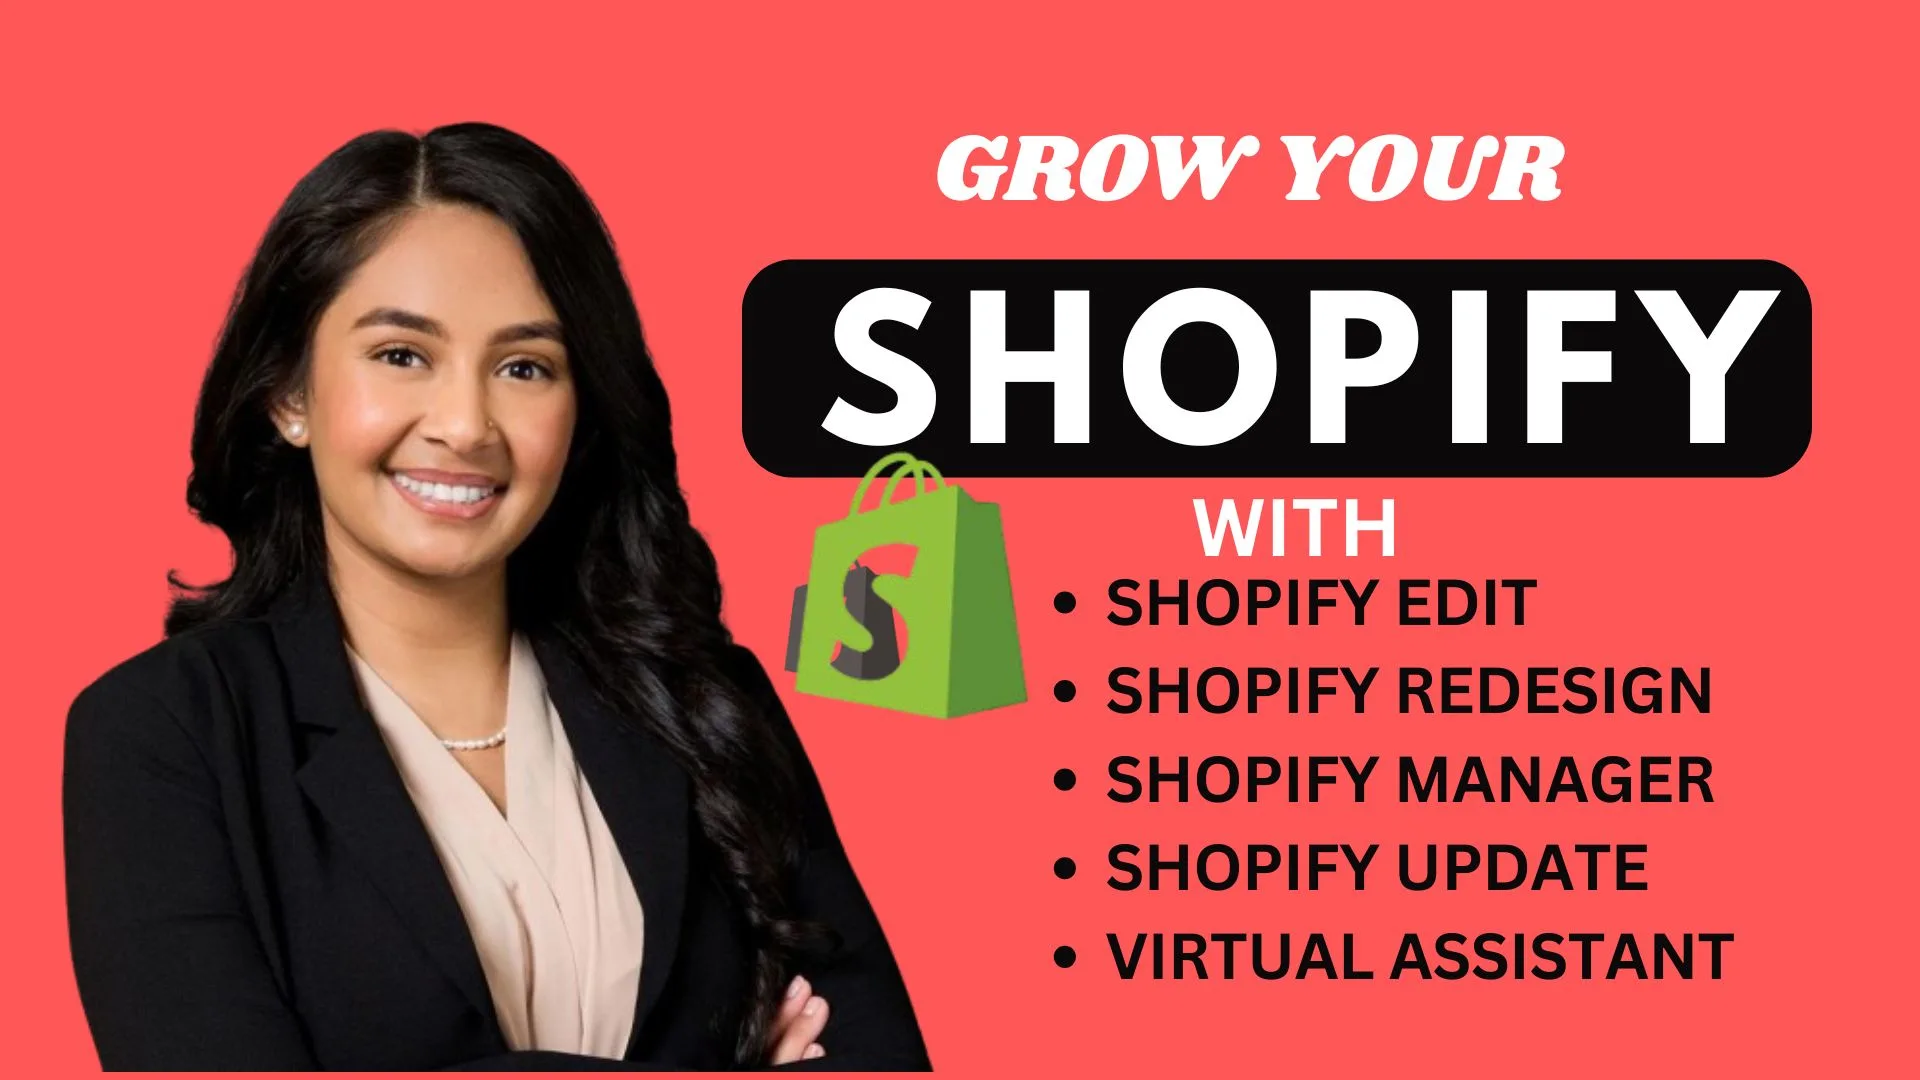 GROW YOUR
SHOPIFY
WITH
S
• SHOPIFY EDIT
• SHOPIFY REDESIGN
• SHOPIFY MANAGER
• SHOPIFY UPDATE
• VIRTUAL ASSISTANT